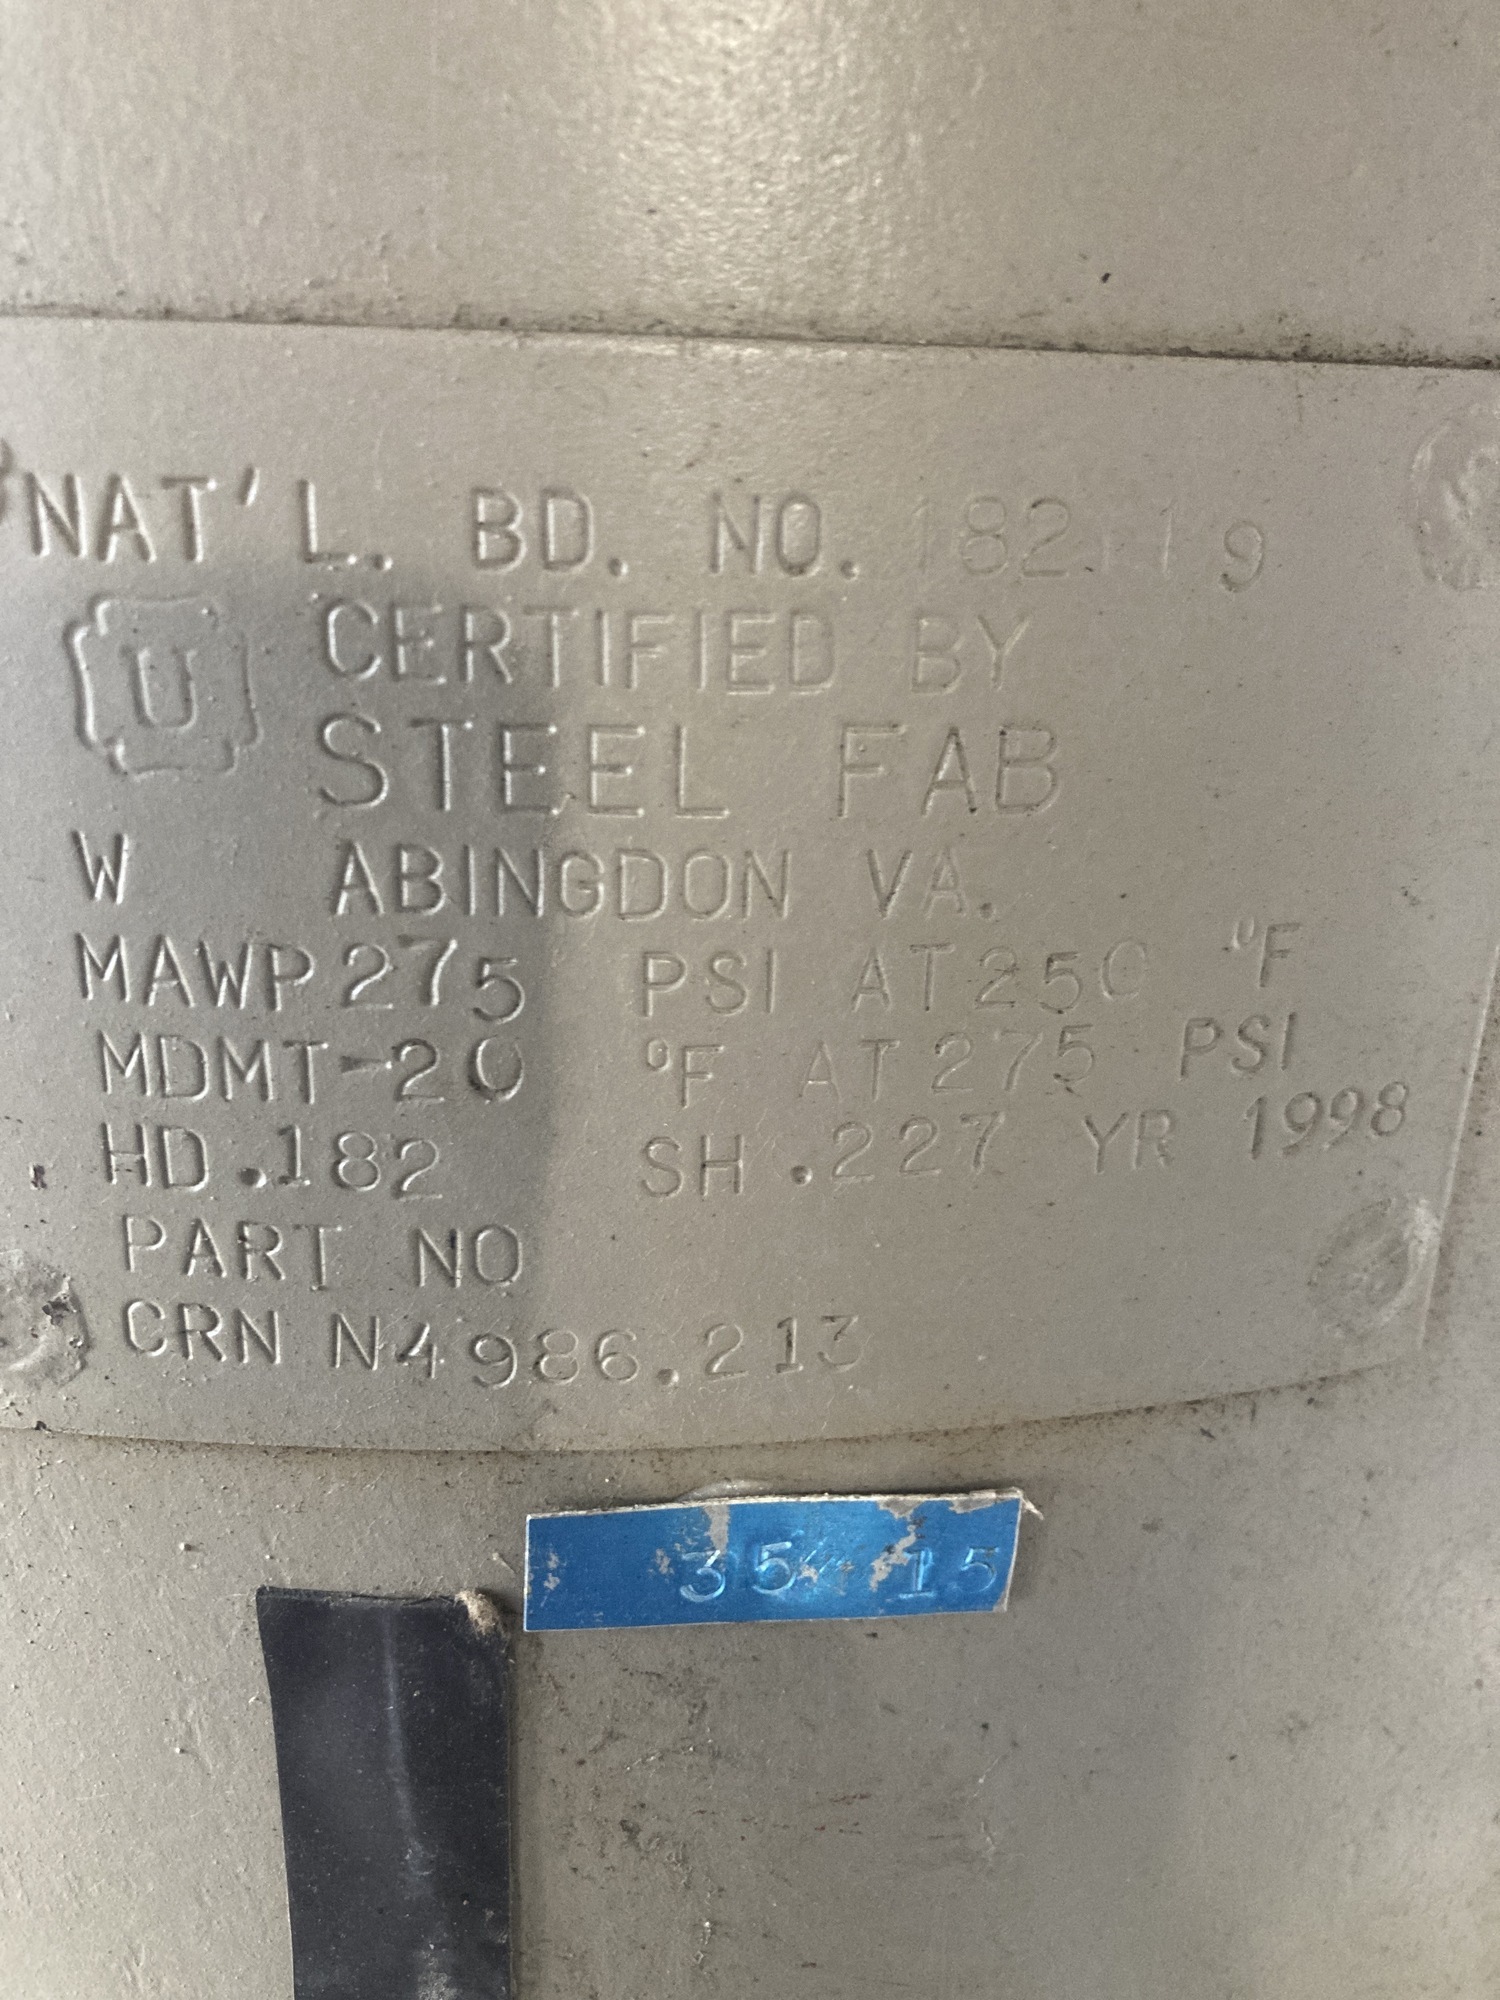 NAT'L. BD. NO.
U CERTIFIED BY
STEEL FAB
W ABINGDON VA.
MAWP 275 PSI AT 250 °F
MDMT -20 °F AT 275 PSI
HD .182 SH .227 YR 1998
PART NO
CRN N4986.213